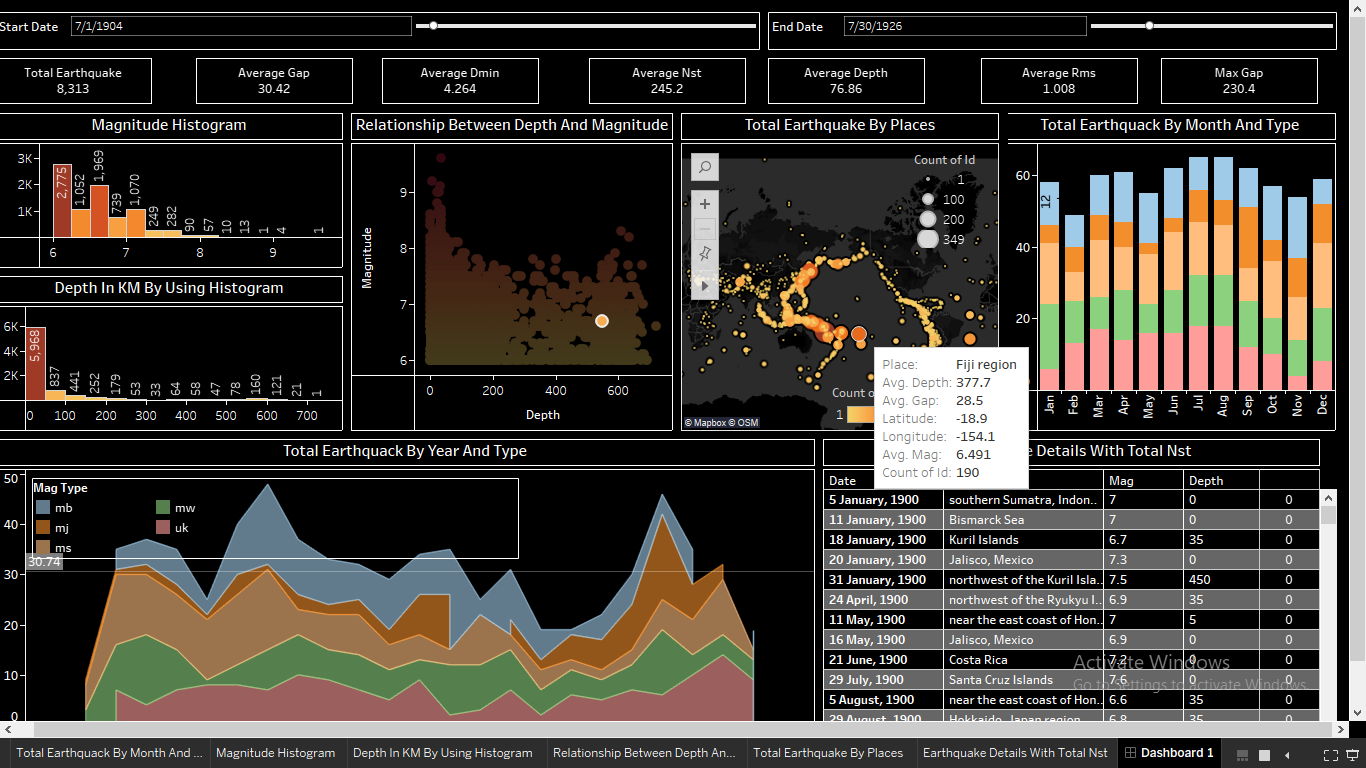 Start Date 7/1/1904 End Date 7/30/1926
Total Earthquake Average Gap Average Dmin Average Nst Average Depth Average Rms Max Gap
8,313 30.42 4.264 245.2 76.86 1.008 230.4
Magnitude Histogram
3K
2K
1K
2,775 1,052 1,969 739 1,070 249 282 90 57 10 13 1 4 1
6 7 8 9
Depth In KM By Using Histogram
6K
4K
2K
5,968 837 441 252 179 53 33 64 58 47 78 160 121 21 1
0 100 200 300 400 500 600 700
Relationship Between Depth And Magnitude
Magnitude
9
8
7
6
0 200 400 600
Depth
Total Earthquake By Places
Count of Id
1
100
200
349
Count o
1
© Mapbox © OSM
Place: Fiji region
Avg. Depth: 377.7
Avg. Gap: 28.5
Latitude: -18.9
Longitude: -154.1
Avg. Mag: 6.491
Count of Id: 190
Total Earthquack By Month And Type
60
40
20
12
Jan Feb Mar Apr May Jun Jul Aug Sep Oct Nov Dec
Total Earthquack By Year And Type
50
40
30
20
10
0
Mag Type
mb mw
mj uk
ms
30.74
e Details With Total Nst
Date Mag Depth
5 January, 1900 southern Sumatra, Indon.. 7 0 0
11 January, 1900 Bismarck Sea 7 0 0
18 January, 1900 Kuril Islands 6.7 35 0
20 January, 1900 Jalisco, Mexico 7.3 0 0
31 January, 1900 northwest of the Kuril Isla.. 7.5 450 0
24 April, 1900 northwest of the Ryukyu I.. 6.9 35 0
11 May, 1900 near the east coast of Hon.. 7 5 0
16 May, 1900 Jalisco, Mexico 6.9 0 0
21 June, 1900 Costa Rica 7.2 0 0
29 July, 1900 Santa Cruz Islands 7.6 0 0
5 August, 1900 near the east coast of Hon.. 6.6 35 0
29 August, 1900 Hokkaido, Japan region 6.8 35 0
Activate Windows
Go to Settings to activate Windows.
Total Earthquack By Month And ... Magnitude Histogram Depth In KM By Using Histogram Relationship Between Depth An... Total Earthquake By Places Earthquake Details With Total Nst Dashboard 1